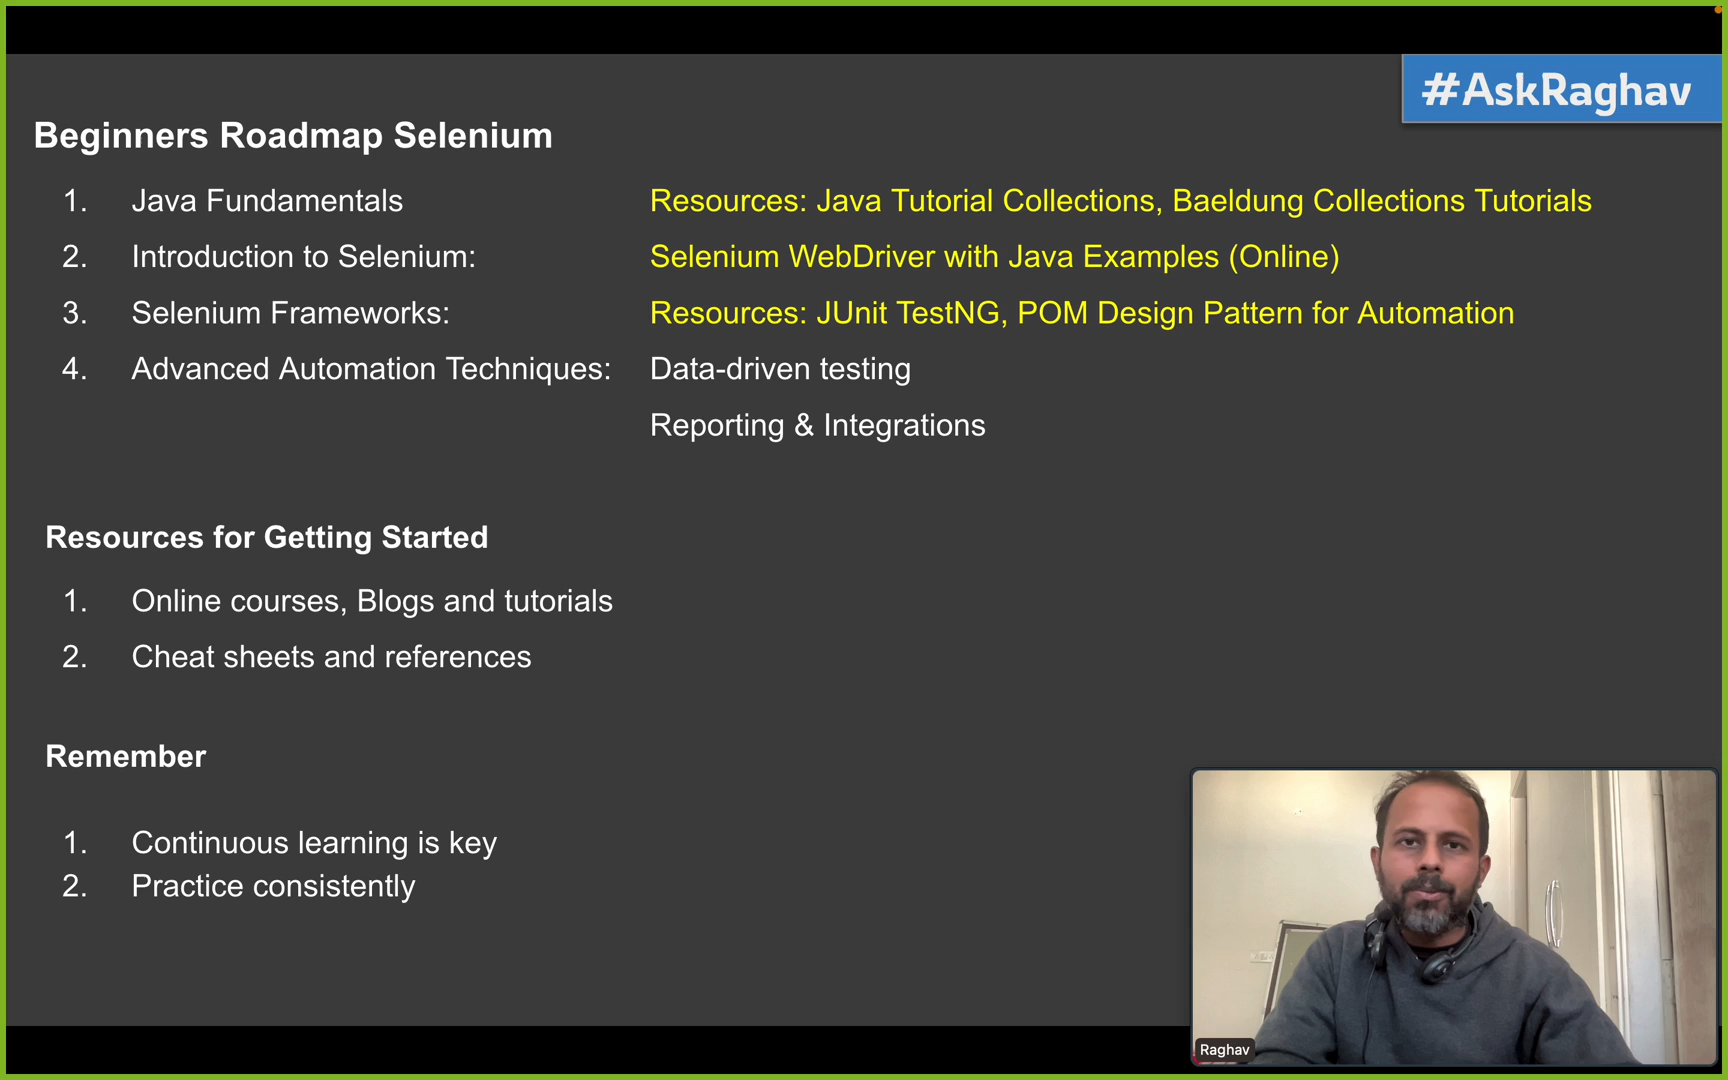 #AskRaghav
Beginners Roadmap Selenium
1. Java Fundamentals Resources: Java Tutorial Collections, Baeldung Collections Tutorials
2. Introduction to Selenium: Selenium WebDriver with Java Examples (Online)
3. Selenium Frameworks: Resources: JUnit TestNG, POM Design Pattern for Automation
4. Advanced Automation Techniques: Data-driven testing
Reporting & Integrations
Resources for Getting Started
1. Online courses, Blogs and tutorials
2. Cheat sheets and references
Remember
1. Continuous learning is key
2. Practice consistently
Raghav